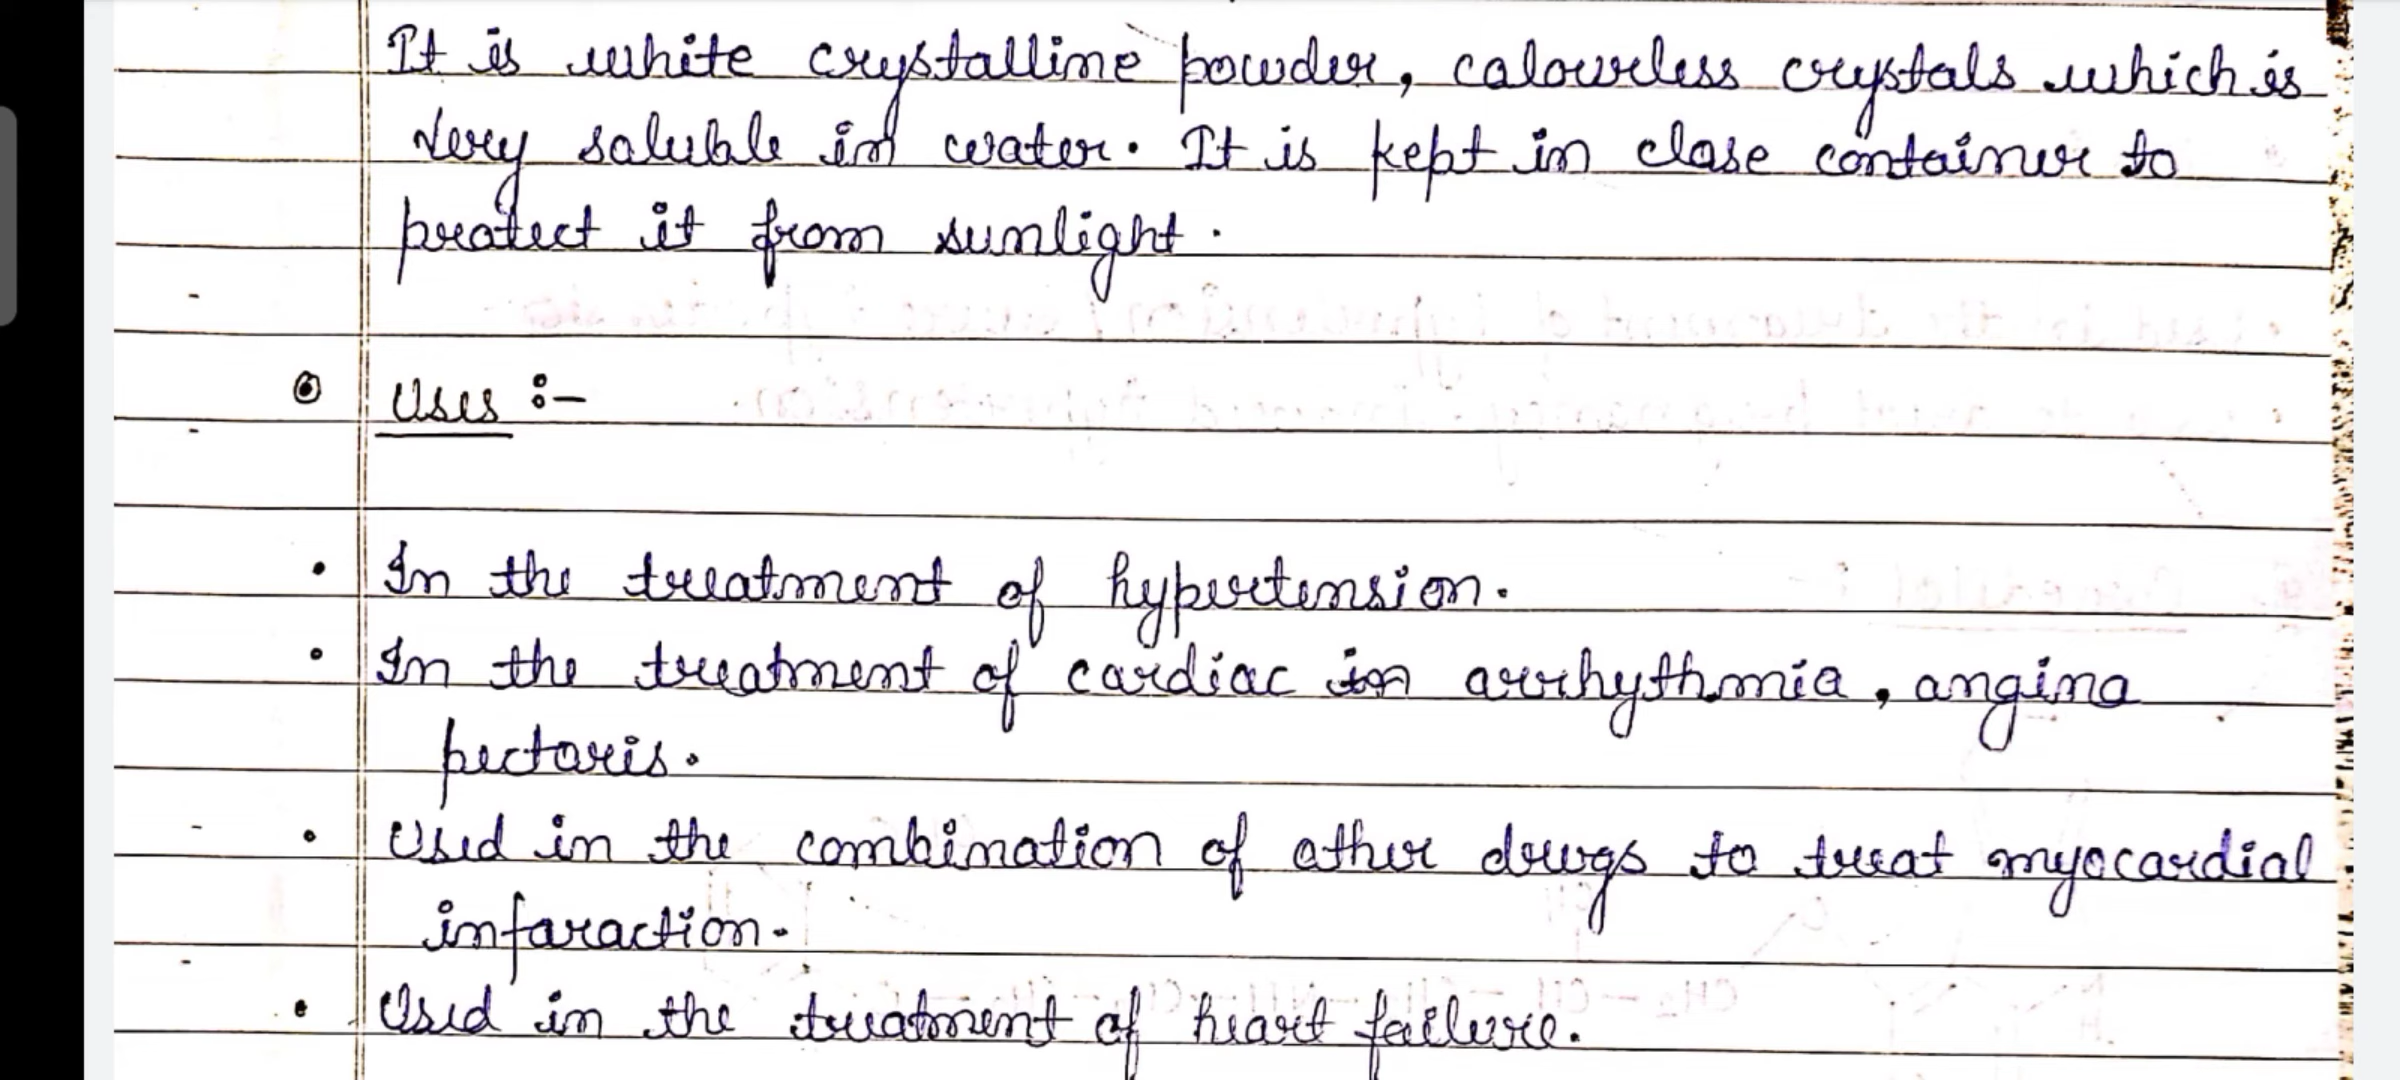 It is white crystalline powder, colourless crystals which is
very soluble in water. It is kept in close container to
protect it from sunlight.
Uses :-
• In the treatment of hypertension.
• In the treatment of cardiac in arrhythmia, angina
pectoris.
• Used in the combination of other drugs to treat myocardial
infaraction.
• Used in the treatment of heart failure.